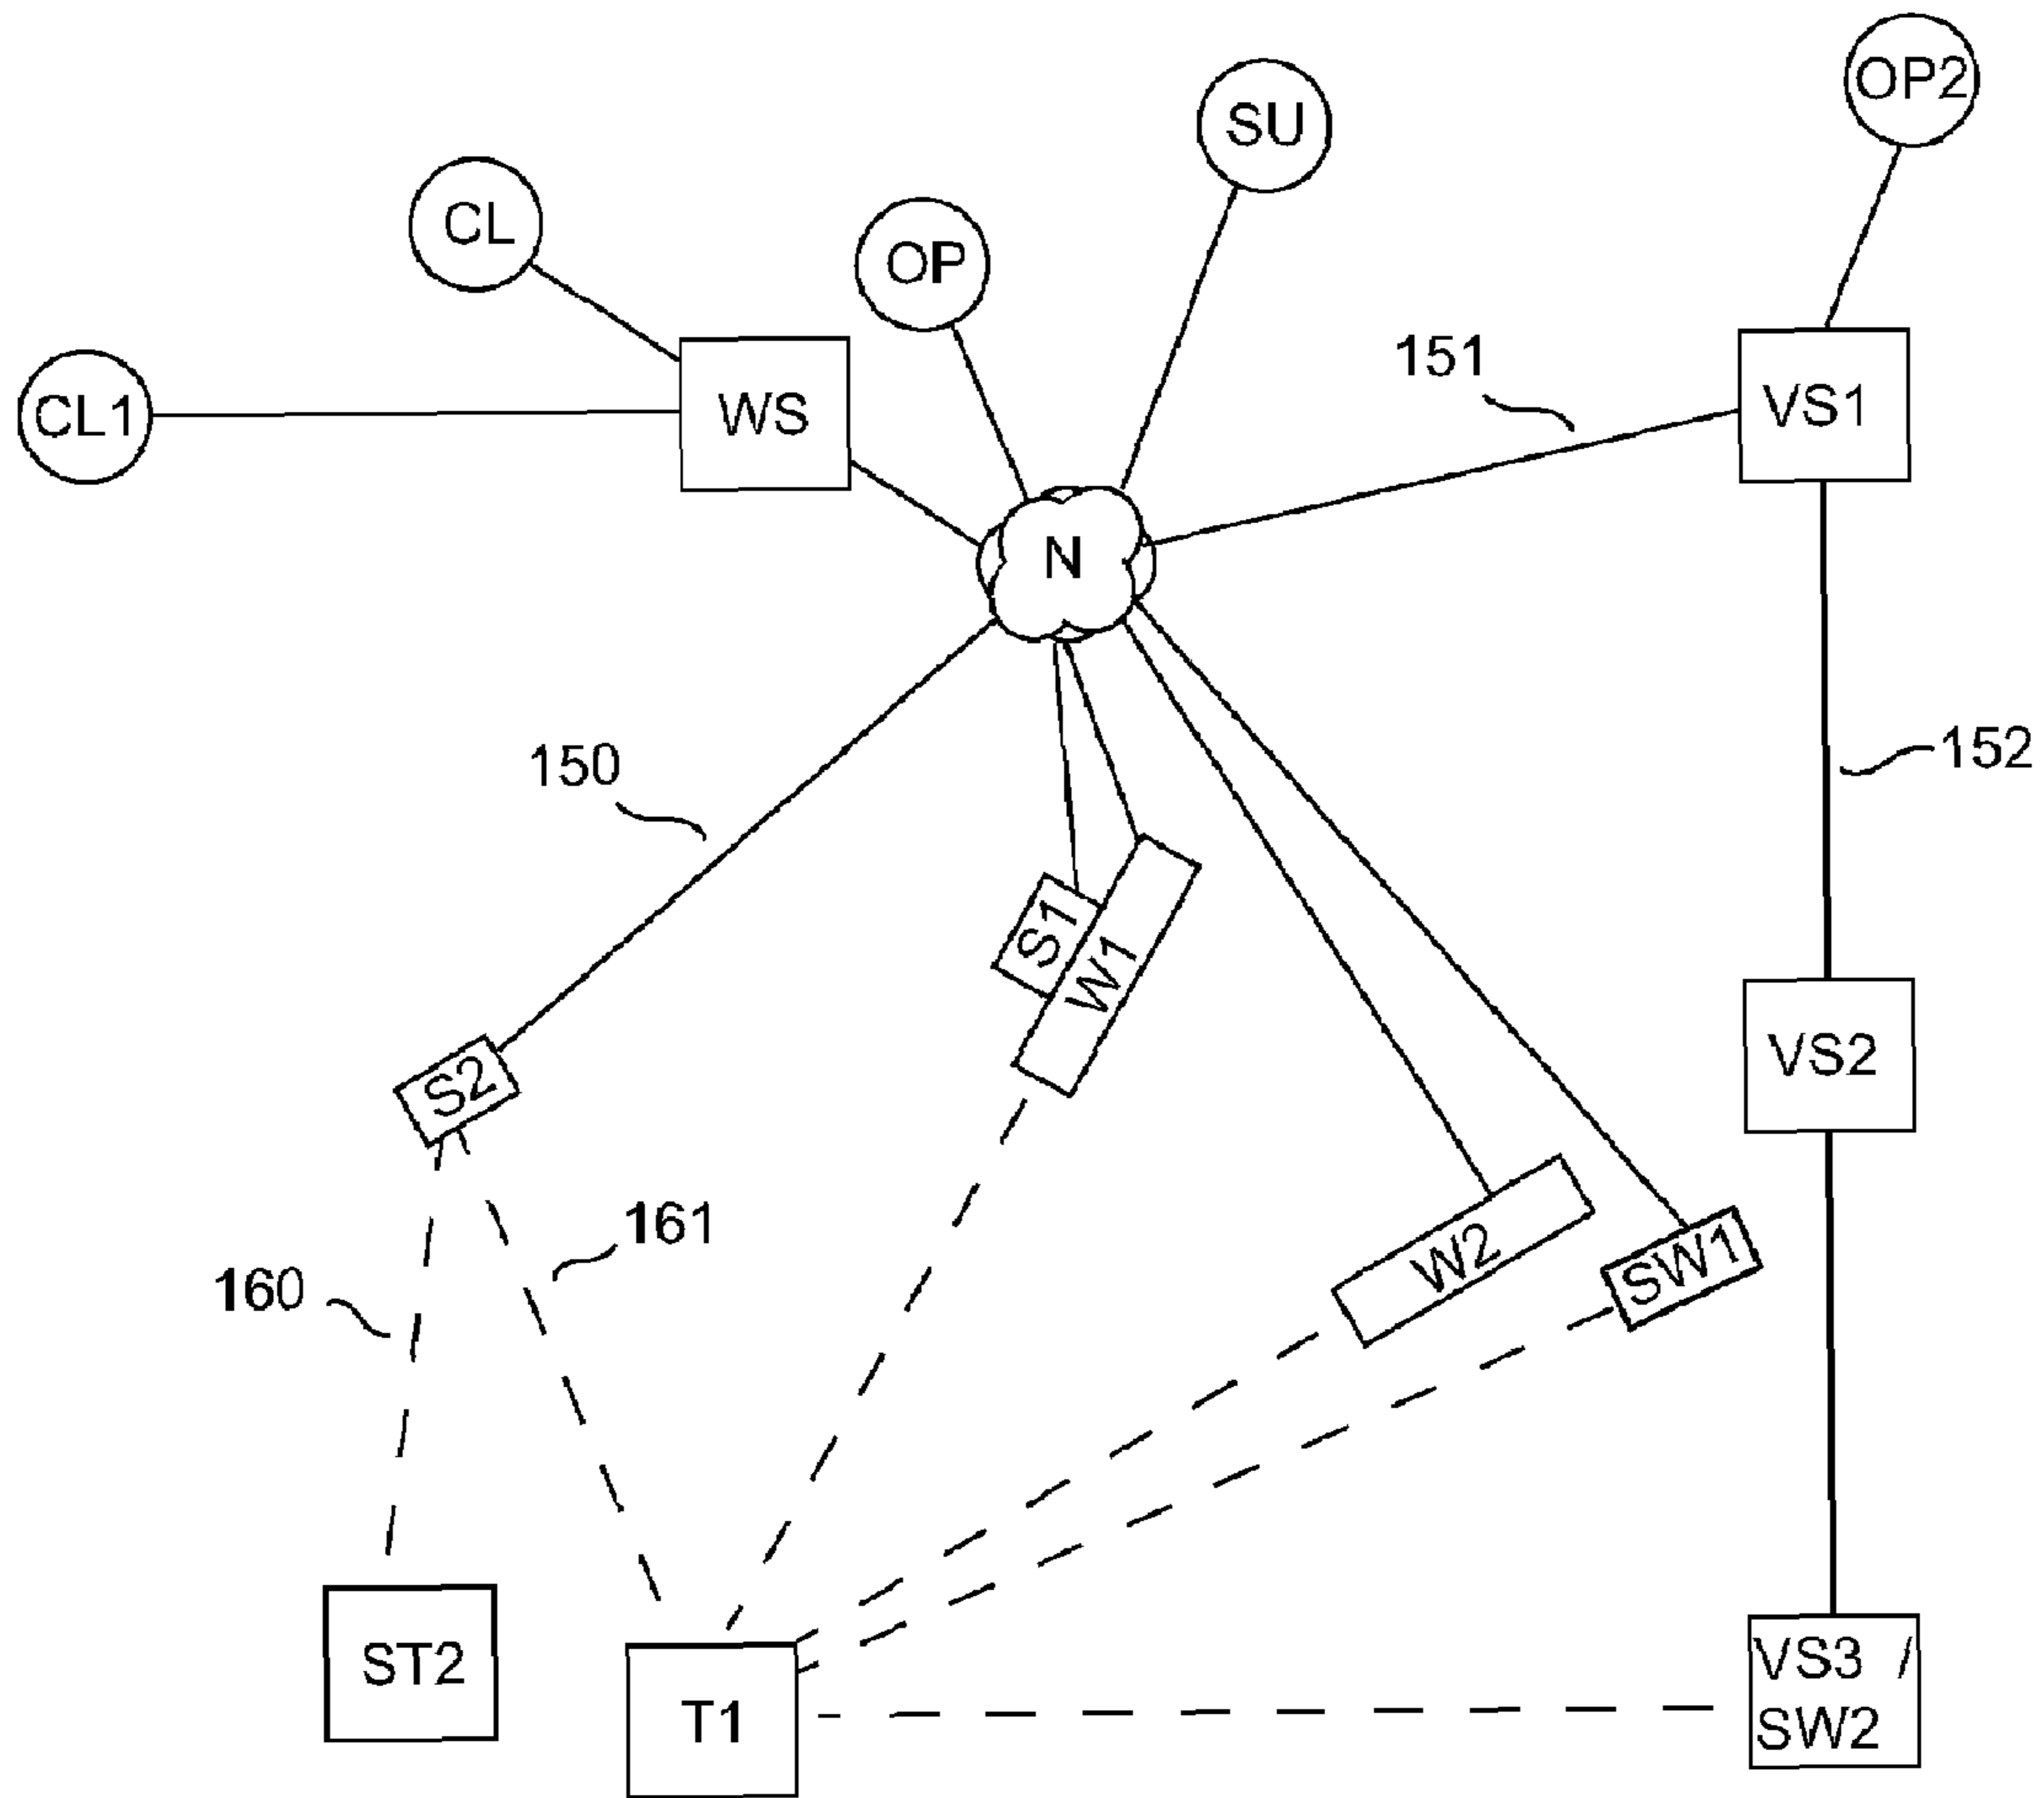 OP2
SU
CL
OP
151
CL1
WS
VS1
N
150
152
S1
W1
S2
VS2
161
160
W2
SW1
ST2
T1
VS3 /
SW2